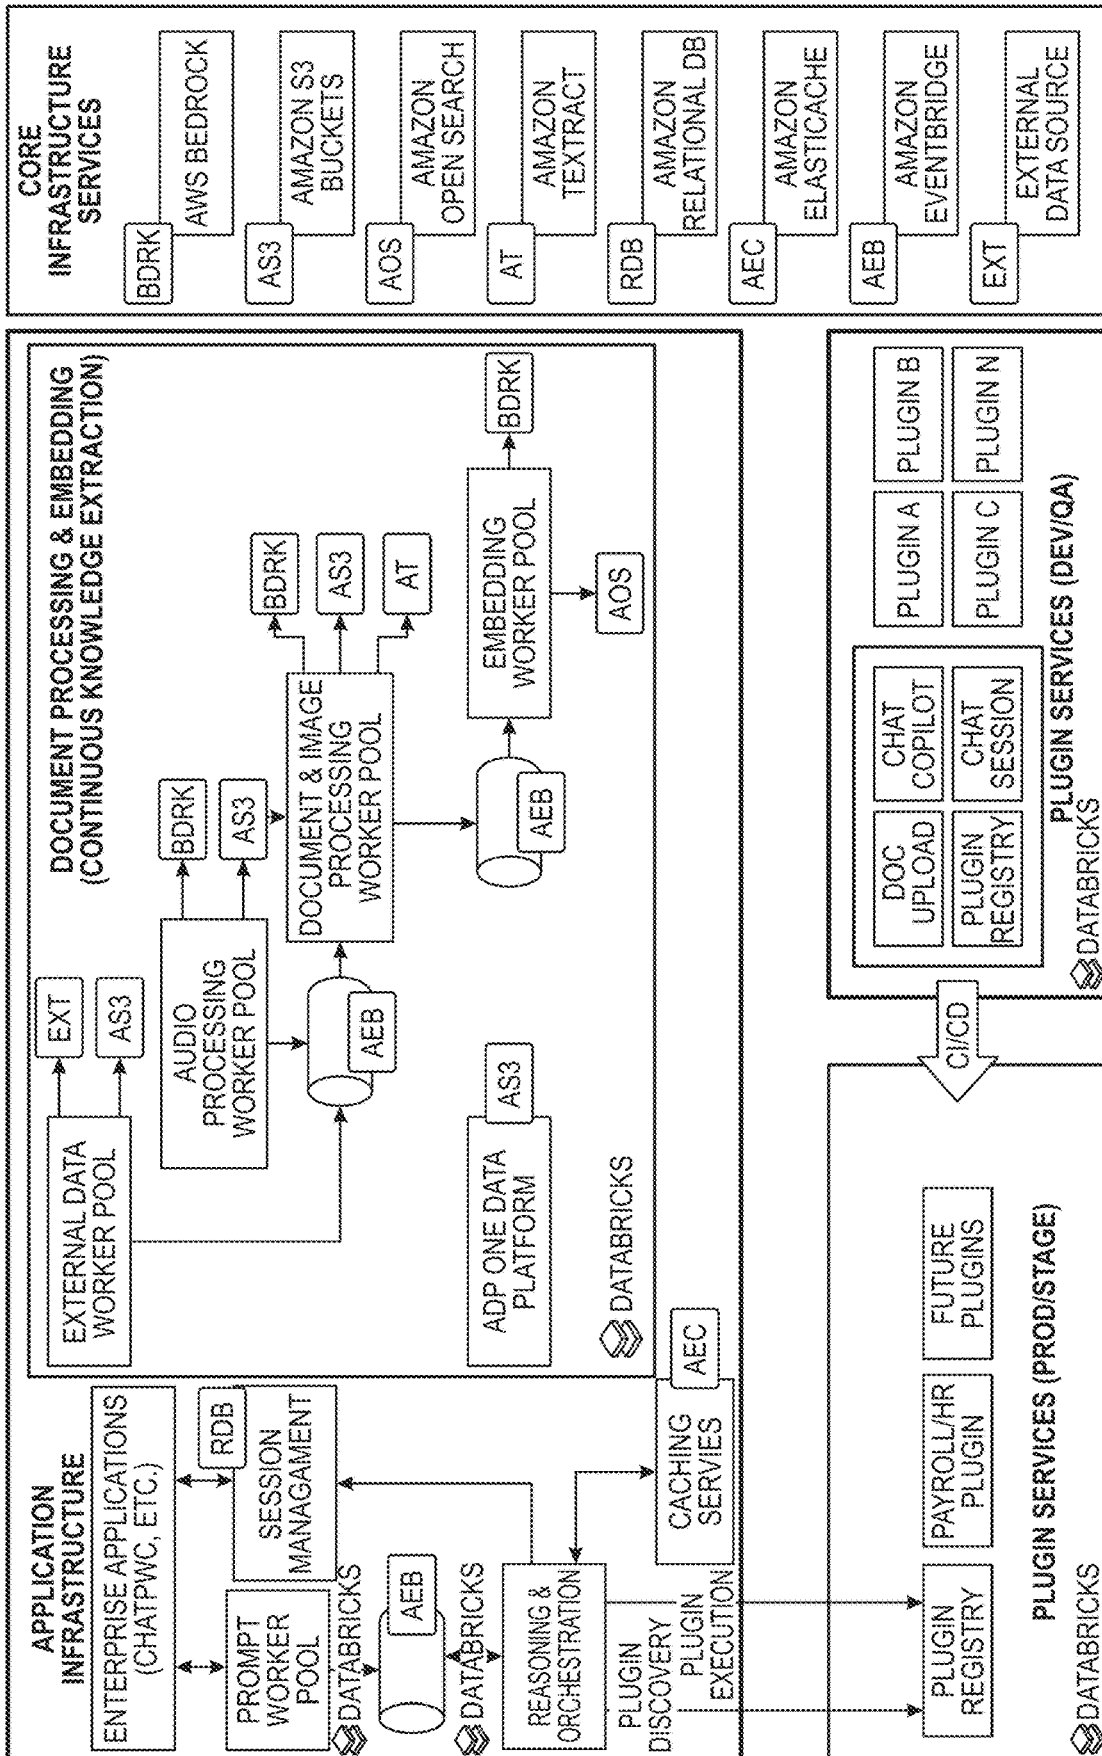 APPLICATION
INFRASTRUCTURE
ENTERPRISE APPLICATIONS
(CHATPWC, ETC.)
PROMPT
WORKER
POOL
DATABRICKS
RDB
SESSION
MANAGAMENT
AEB
DATABRICKS
REASONING &
ORCHESTRATION
CACHING
SERVIES
AEC
PLUGIN
DISCOVERY
PLUGIN
EXECUTION
DOCUMENT PROCESSING & EMBEDDING
(CONTINUOUS KNOWLEDGE EXTRACTION)
EXTERNAL DATA
WORKER POOL
EXT
AS3
AUDIO
PROCESSING
WORKER POOL
BDRK
AS3
AEB
DOCUMENT & IMAGE
PROCESSING
WORKER POOL
BDRK
AS3
AT
AEB
EMBEDDING
WORKER POOL
BDRK
AOS
ADP ONE DATA
PLATFORM
AS3
DATABRICKS
CORE
INFRASTRUCTURE
SERVICES
BDRK
AWS BEDROCK
AS3
AMAZON S3
BUCKETS
AOS
AMAZON
OPEN SEARCH
AT
AMAZON
TEXTRACT
RDB
AMAZON
RELATIONAL DB
AEC
AMAZON
ELASTICACHE
AEB
AMAZON
EVENTBRIDGE
EXT
EXTERNAL
DATA SOURCE
PLUGIN
REGISTRY
PAYROLL/HR
PLUGIN
FUTURE
PLUGINS
PLUGIN SERVICES (PROD/STAGE)
DATABRICKS
CI/CD
DOC
UPLOAD
CHAT
COPILOT
PLUGIN
REGISTRY
CHAT
SESSION
PLUGIN A
PLUGIN B
PLUGIN C
PLUGIN N
PLUGIN SERVICES (DEV/QA)
DATABRICKS